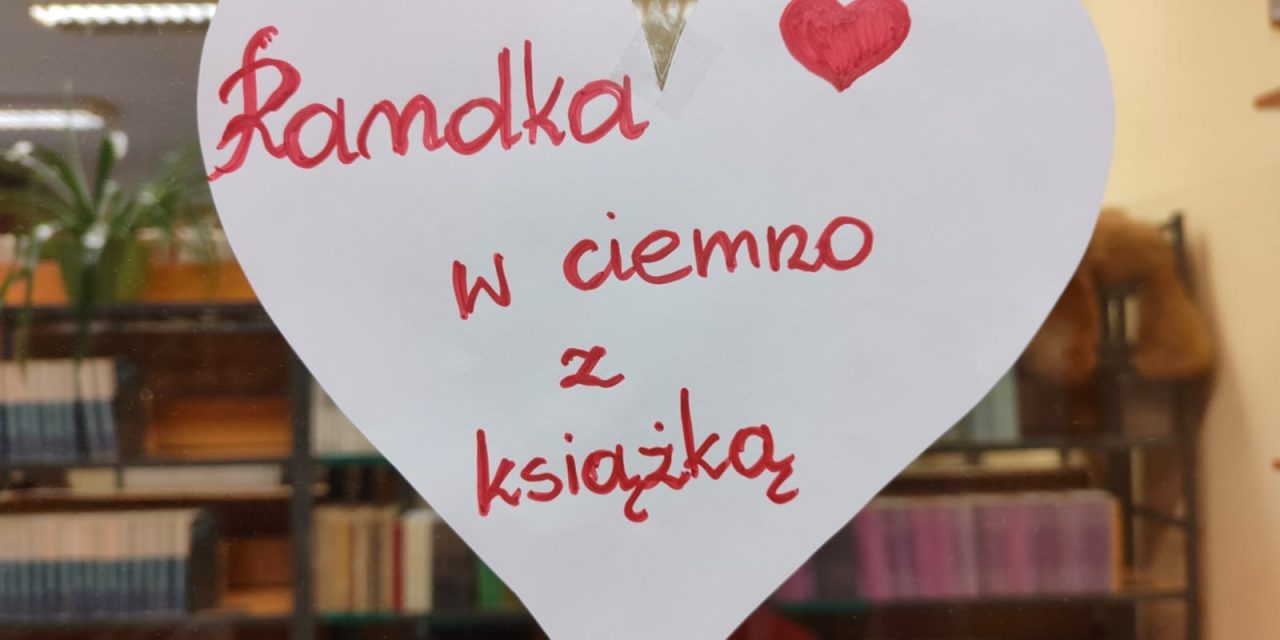 Randka
w ciemno
z
książką